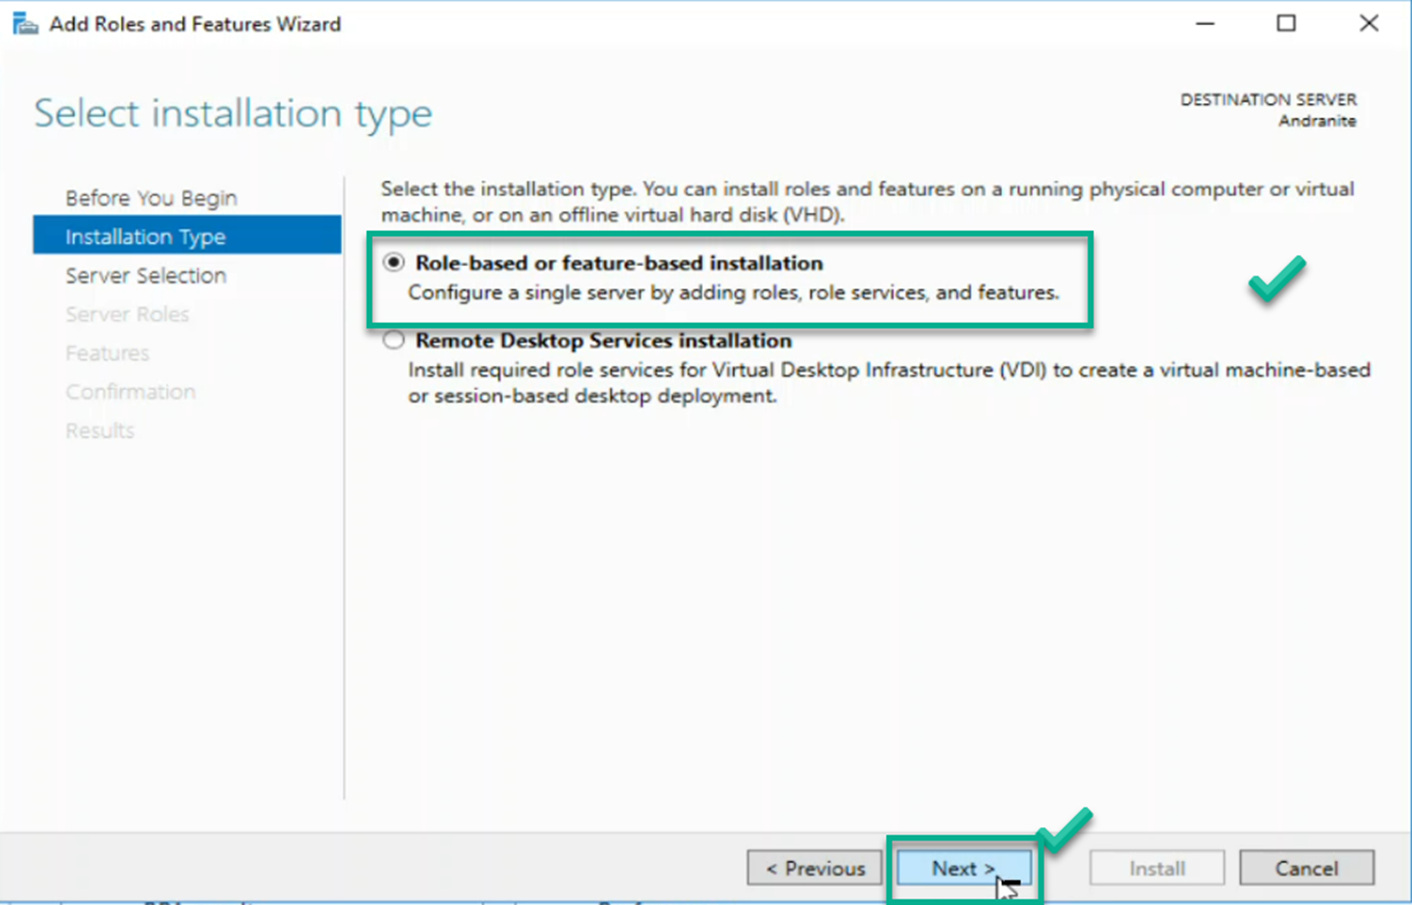 Add Roles and Features Wizard
Select installation type
DESTINATION SERVER
Andranite
Before You Begin
Installation Type
Server Selection
Server Roles
Features
Confirmation
Results
Select the installation type. You can install roles and features on a running physical computer or virtual
machine, or on an offline virtual hard disk (VHD).
Role-based or feature-based installation
Configure a single server by adding roles, role services, and features.
Remote Desktop Services installation
Install required role services for Virtual Desktop Infrastructure (VDI) to create a virtual machine-based
or session-based desktop deployment.
< Previous
Next >
Install
Cancel